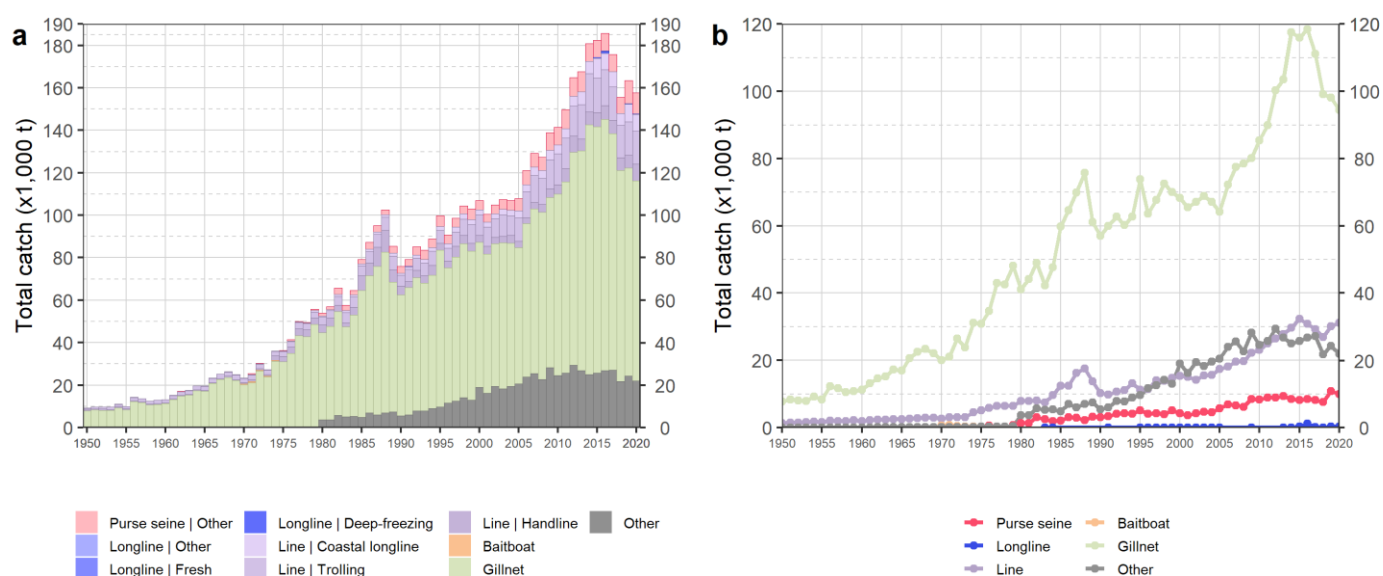 a
Total catch (x1,000 t)
190
180
160
140
120
100
80
60
40
20
0
190
180
160
140
120
100
80
60
40
20
0
1950 1955 1960 1965 1970 1975 1980 1985 1990 1995 2000 2005 2010 2015 2020
Purse seine | Other
Longline | Other
Longline | Fresh
Longline | Deep-freezing
Line | Coastal longline
Line | Trolling
Line | Handline
Baitboat
Gillnet
Other
b
Total catch (x1,000 t)
120
100
80
60
40
20
0
120
100
80
60
40
20
0
1950 1955 1960 1965 1970 1975 1980 1985 1990 1995 2000 2005 2010 2015 2020
Purse seine
Longline
Line
Baitboat
Gillnet
Other